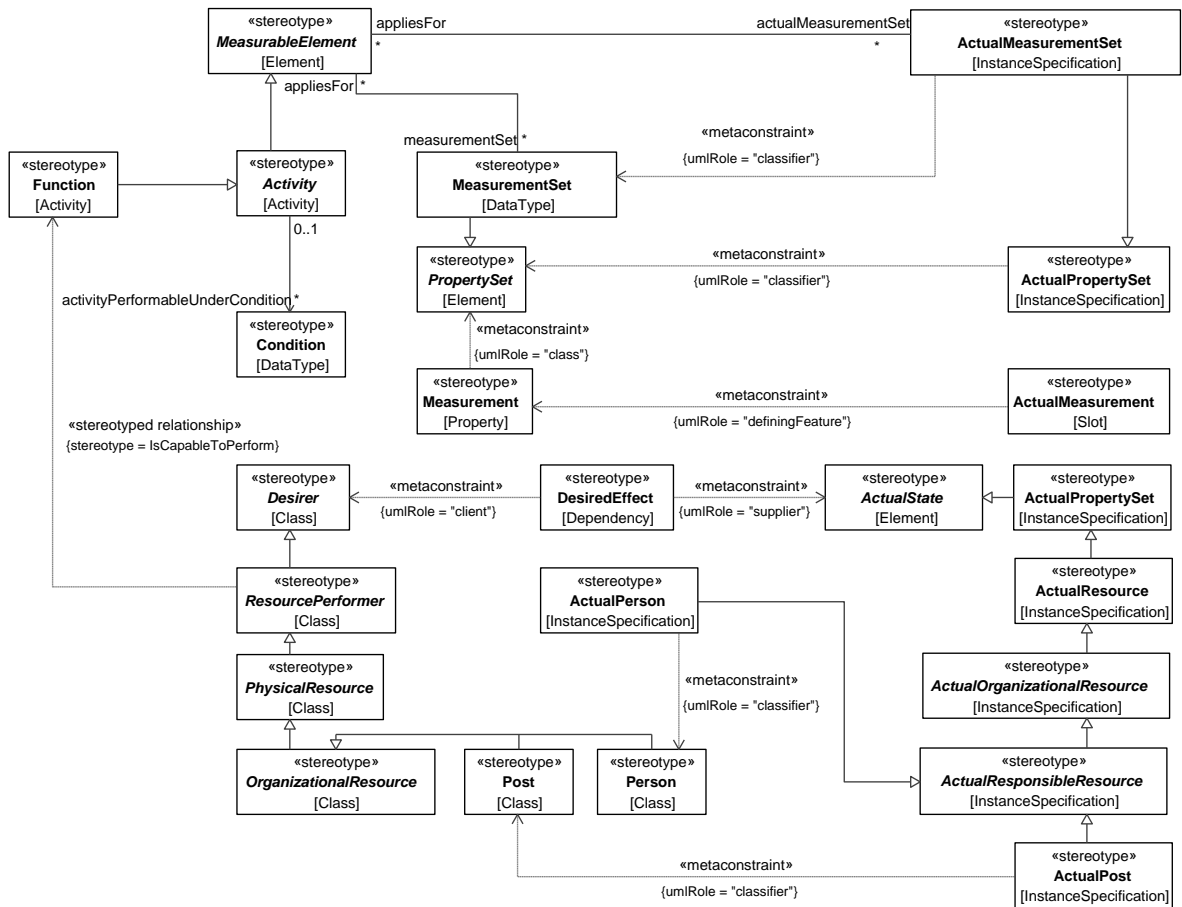 «stereotype»
MeasurableElement
[Element]
appliesFor
*
actualMeasurementSet
*
«stereotype»
ActualMeasurementSet
[InstanceSpecification]
appliesFor
*
measurementSet
*
«metaconstraint»
{umlRole = "classifier"}
«stereotype»
Function
[Activity]
«stereotype»
Activity
[Activity]
0..1
«stereotype»
MeasurementSet
[DataType]
«stereotype»
PropertySet
[Element]
«metaconstraint»
{umlRole = "classifier"}
«stereotype»
ActualPropertySet
[InstanceSpecification]
activityPerformableUnderCondition
*
«stereotype»
Condition
[DataType]
«metaconstraint»
{umlRole = "class"}
«stereotype»
Measurement
[Property]
«metaconstraint»
{umlRole = "definingFeature"}
«stereotype»
ActualMeasurement
[Slot]
«stereotyped relationship»
{stereotype = IsCapableToPerform}
«stereotype»
Desirer
[Class]
«metaconstraint»
{umlRole = "client"}
«stereotype»
DesiredEffect
[Dependency]
«metaconstraint»
{umlRole = "supplier"}
«stereotype»
ActualState
[Element]
«stereotype»
ActualPropertySet
[InstanceSpecification]
«stereotype»
ResourcePerformer
[Class]
«stereotype»
ActualPerson
[InstanceSpecification]
«stereotype»
ActualResource
[InstanceSpecification]
«stereotype»
PhysicalResource
[Class]
«metaconstraint»
{umlRole = "classifier"}
«stereotype»
ActualOrganizationalResource
[InstanceSpecification]
«stereotype»
OrganizationalResource
[Class]
«stereotype»
Post
[Class]
«stereotype»
Person
[Class]
«stereotype»
ActualResponsibleResource
[InstanceSpecification]
«metaconstraint»
{umlRole = "classifier"}
«stereotype»
ActualPost
[InstanceSpecification]